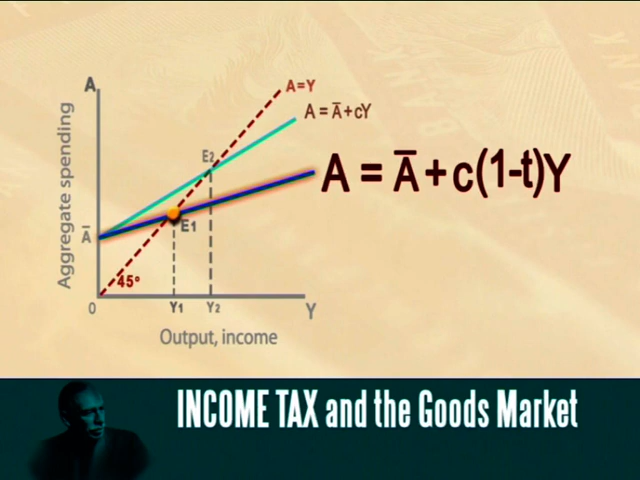 A
A=Y
A = A̅+cY
A = A̅+c(1-t)Y
Aggregate spending
E2
E1
A̅
45°
0
Y1
Y2
Y
Output, income
INCOME TAX and the Goods Market